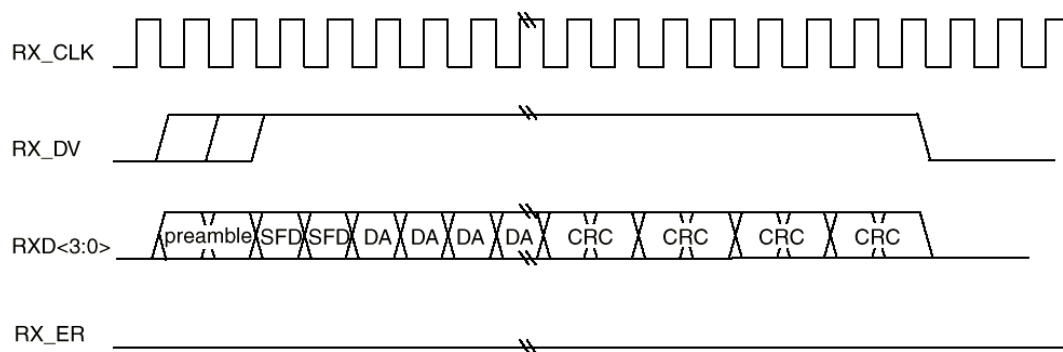 RX_CLK
RX_DV
RXD<3:0>
preamble SFD SFD DA DA DA DA CRC CRC CRC CRC
RX_ER